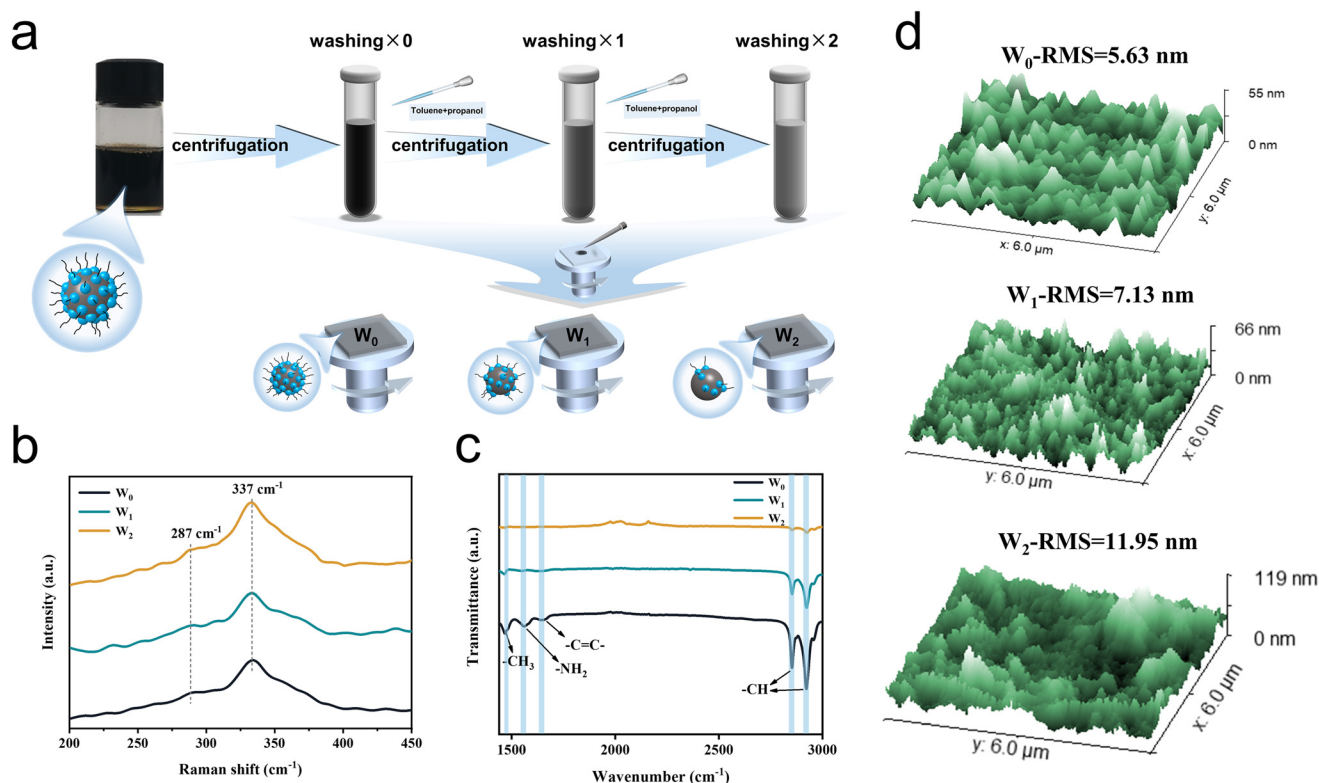 a
washing×0
washing×1
washing×2
Toluene+propanol
Toluene+propanol
centrifugation
centrifugation
centrifugation
W₀
W₁
W₂
b
W₀
W₁
W₂
337 cm⁻¹
287 cm⁻¹
Intensity (a.u.)
200 250 300 350 400 450
Raman shift (cm⁻¹)
c
W₀
W₁
W₂
-C=C-
-CH₃
-NH₂
-CH
Transmittance (a.u.)
1500 2000 2500 3000
Wavenumber (cm⁻¹)
d
W₀-RMS=5.63 nm
55 nm
0 nm
y: 6.0 µm
x: 6.0 µm
W₁-RMS=7.13 nm
66 nm
0 nm
x: 6.0 µm
y: 6.0 µm
W₂-RMS=11.95 nm
119 nm
0 nm
x: 6.0 µm
y: 6.0 µm